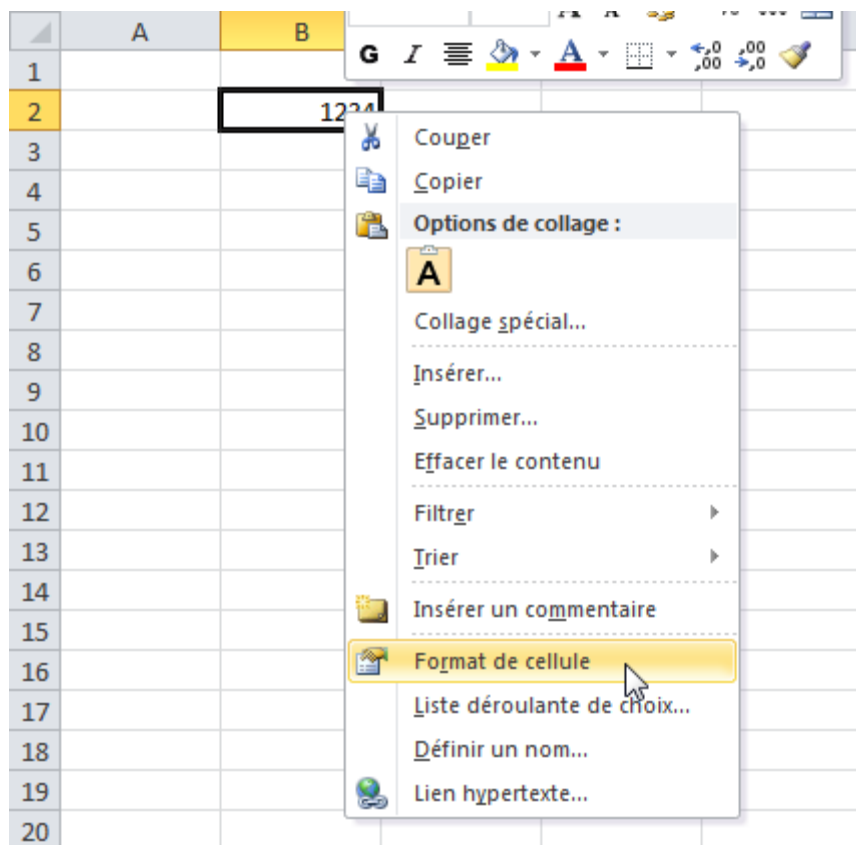 A B
G I A ,00 ,0
1
2 1234
3 Couper
4 Copier
5 Options de collage :
6 A
7 Collage spécial...
8
9 Insérer...
10 Supprimer...
11 Effacer le contenu
12 Filtrer
13 Trier
14 Insérer un commentaire
15
16 Format de cellule
17 Liste déroulante de choix...
18 Définir un nom...
19 Lien hypertexte...
20